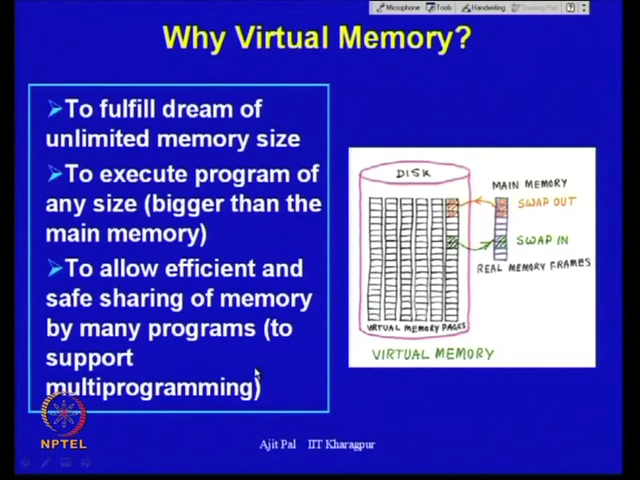 Microphone Tools Handwriting Drawing Pad
Why Virtual Memory?
To fulfill dream of
unlimited memory size
To execute program of
any size (bigger than the
main memory)
To allow efficient and
safe sharing of memory
by many programs (to
support
multiprogramming)
DISK
MAIN MEMORY
SWAP OUT
SWAP IN
REAL MEMORY FRAMES
VIRTUAL MEMORY PAGES
VIRTUAL MEMORY
NPTEL
Ajit Pal IIT Kharagpur